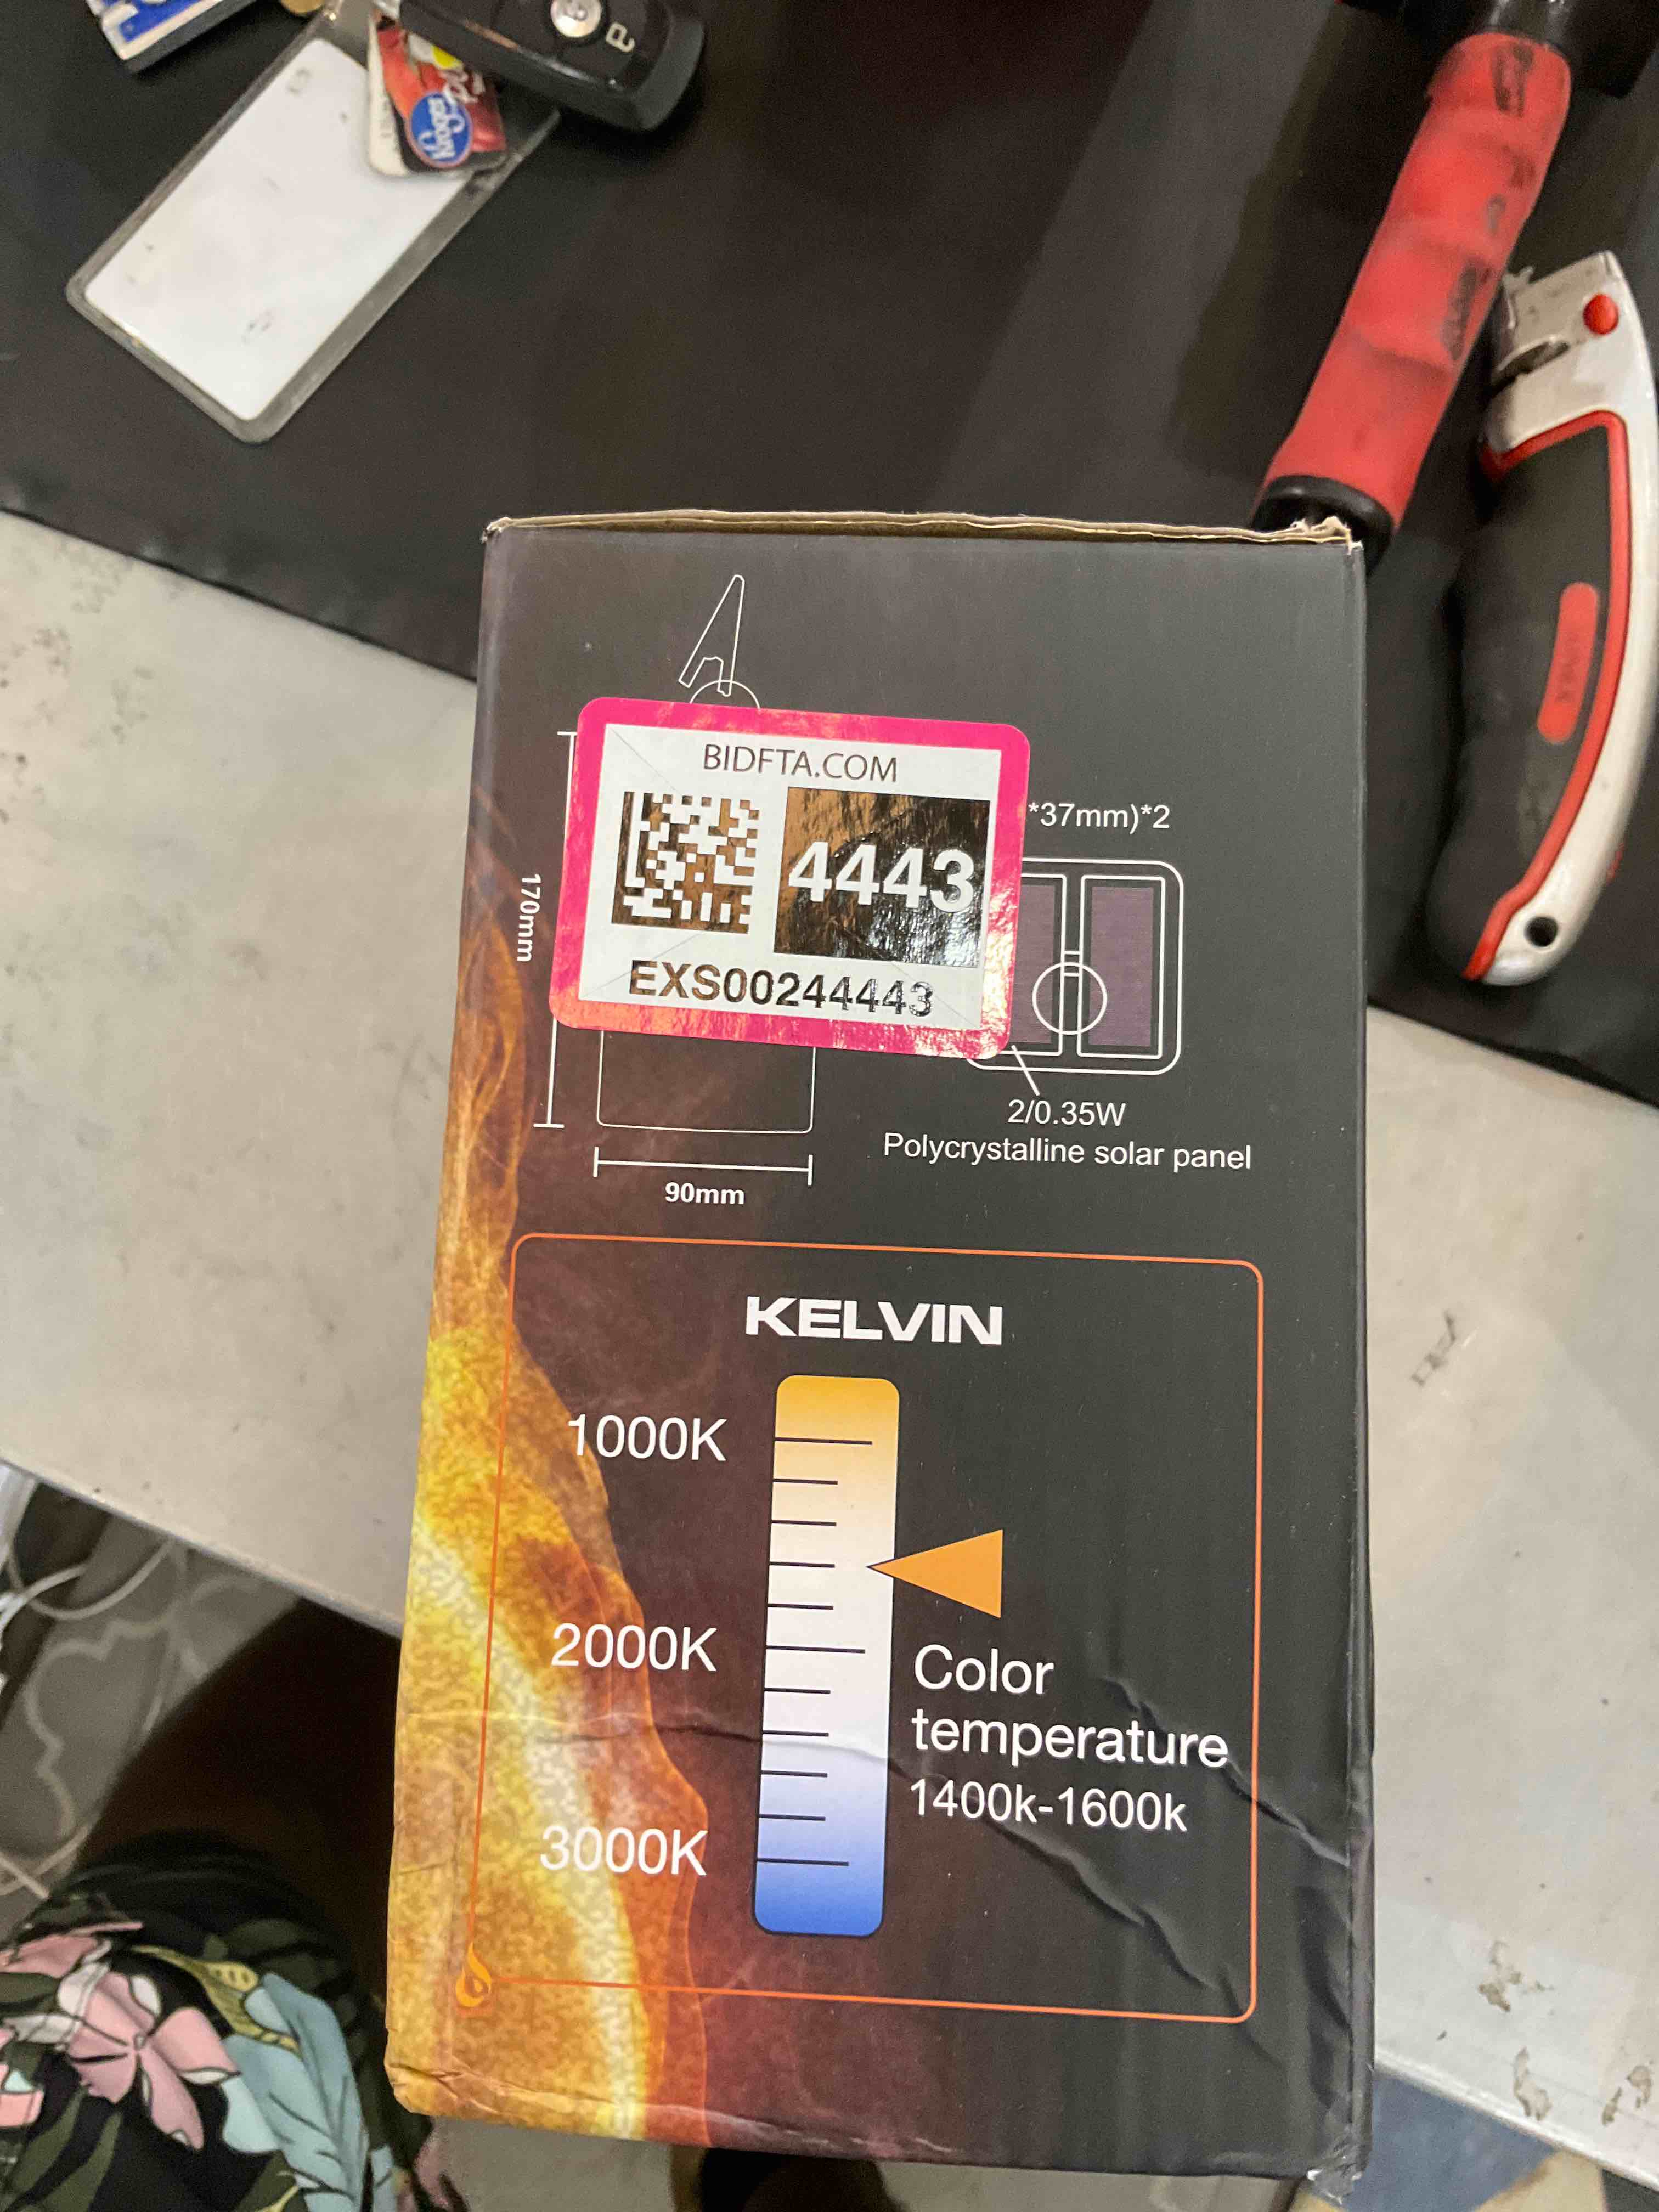 Kroger
BIDFTA.COM
4443
EXS00244443
*37mm)*2
170mm
2/0.35W
Polycrystalline solar panel
90mm
KELVIN
1000K
2000K
3000K
Color
temperature
1400k-1600k